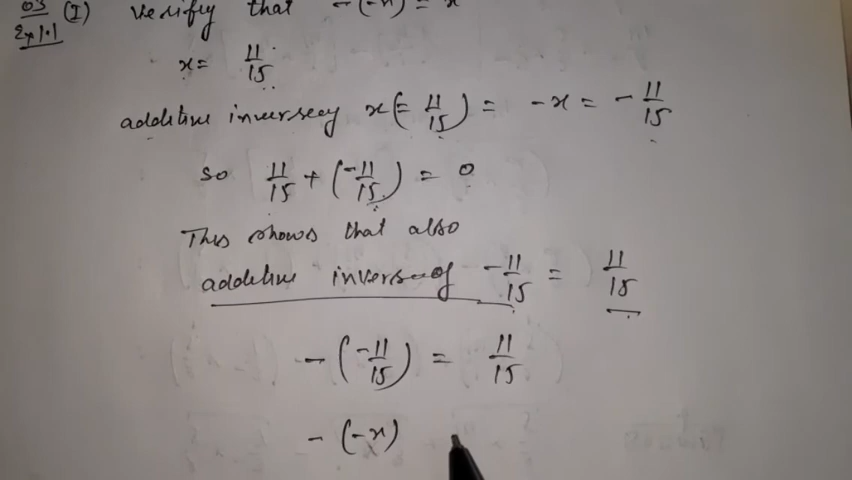 03 (I) Verify that -(-x) = x
Ex 1.1
x = 11/15
additive inverse of x(= 11/15) = -x = -11/15
so 11/15 + (-11/15) = 0
This shows that also
additive inverse of -11/15 = 11/15
-(-11/15) = 11/15
-(-x)